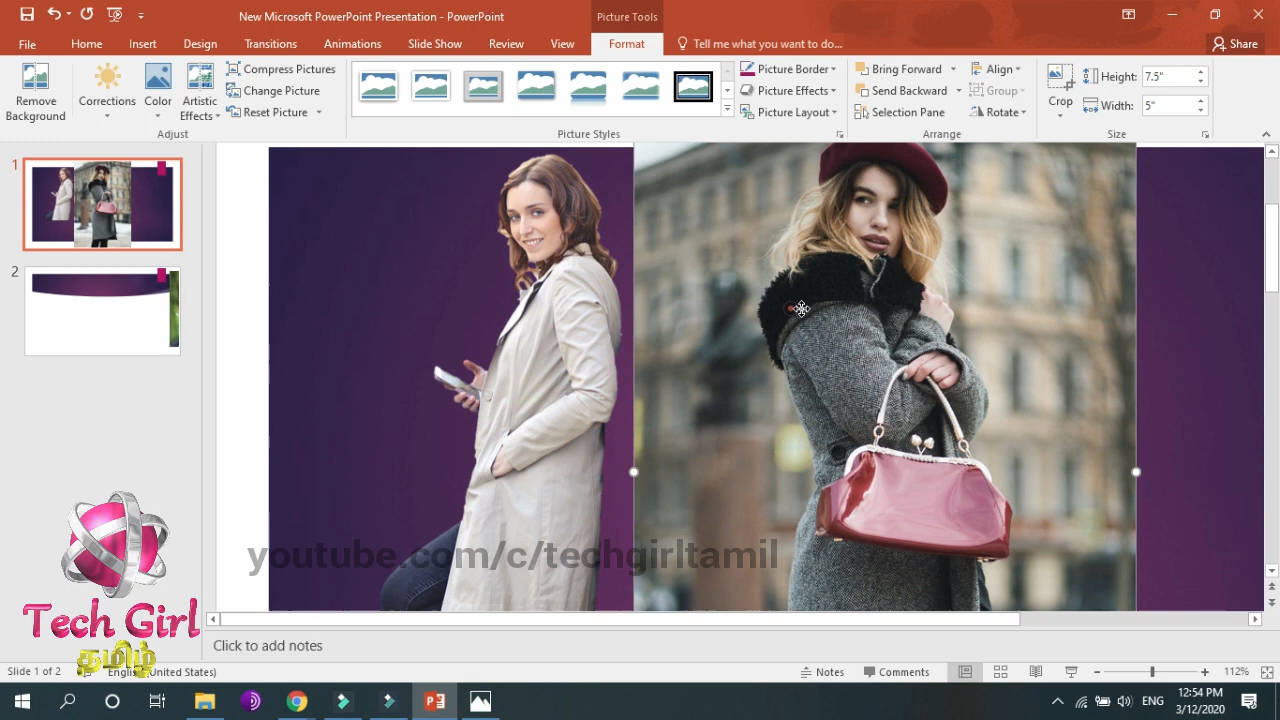 New Microsoft PowerPoint Presentation - PowerPoint
Picture Tools
File
Home
Insert
Design
Transitions
Animations
Slide Show
Review
View
Format
Tell me what you want to do...
Share
Remove Background
Corrections
Color
Artistic Effects
Compress Pictures
Change Picture
Reset Picture
Adjust
Picture Styles
Picture Border
Picture Effects
Picture Layout
Bring Forward
Send Backward
Selection Pane
Align
Group
Rotate
Arrange
Crop
Height: 7.5"
Width: 5"
Size
1
2
youtube.com/c/techgirltamil
Tech Girl
தமிழ்
Click to add notes
Slide 1 of 2
English (United States)
Notes
Comments
112%
ENG
12:54 PM
3/12/2020